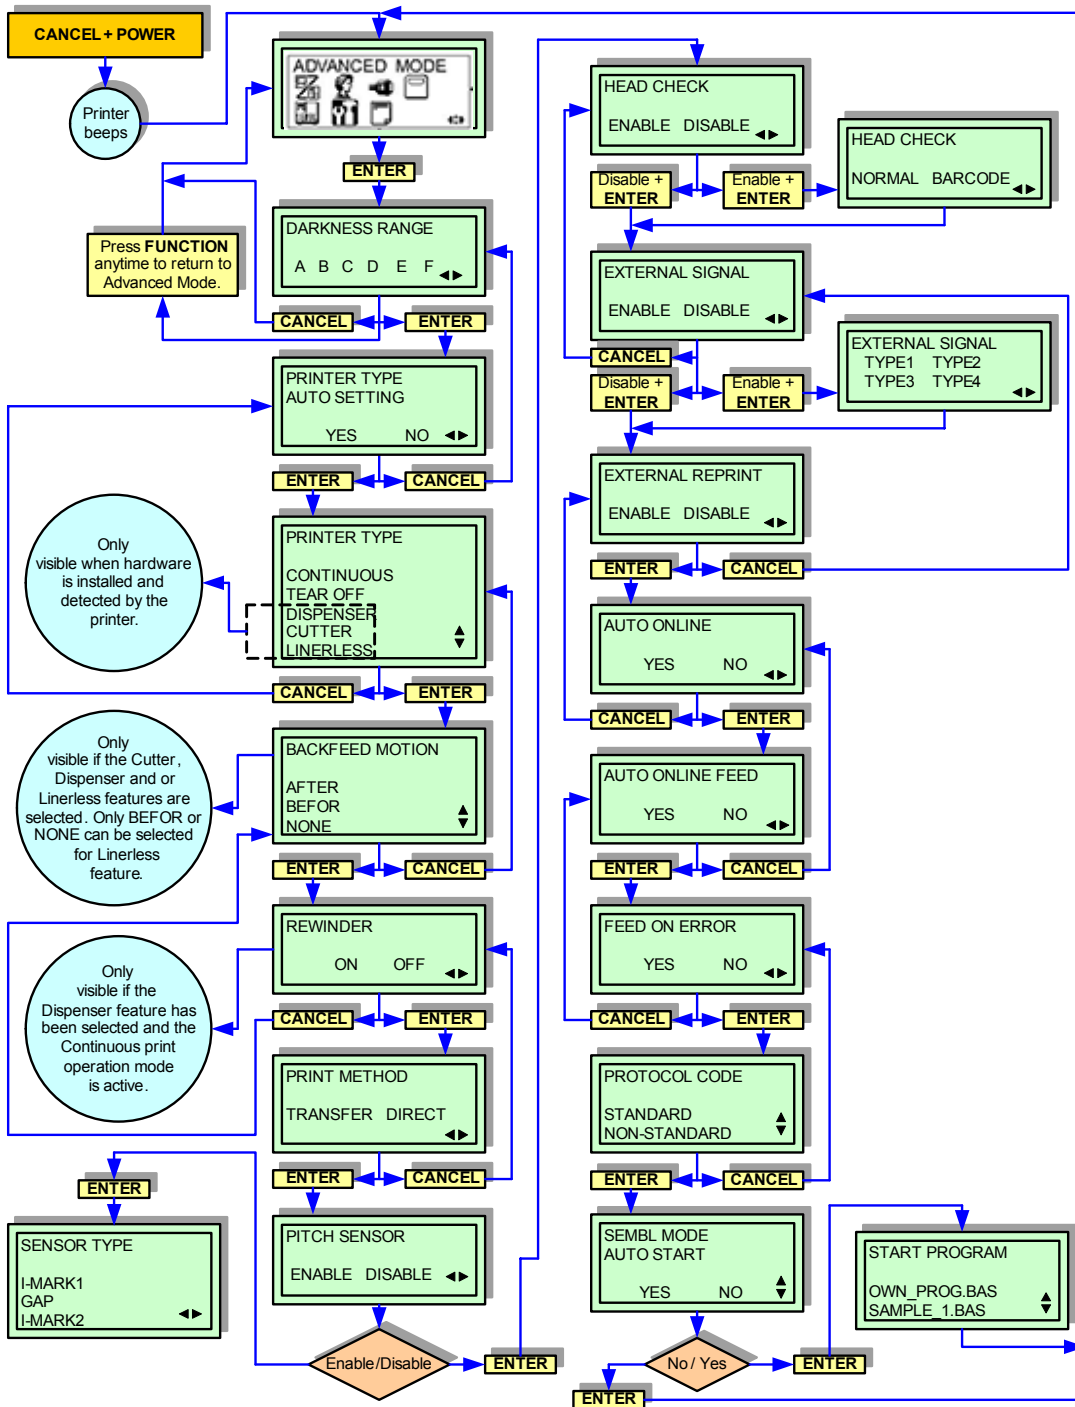 CANCEL + POWER
Printer
beeps
ADVANCED MODE
ENTER
Press FUNCTION
anytime to return to
Advanced Mode.
DARKNESS RANGE
A B C D E F
CANCEL
ENTER
PRINTER TYPE
AUTO SETTING
YES NO
ENTER
CANCEL
Only
visible when hardware
is installed and
detected by the
printer.
PRINTER TYPE
CONTINUOUS
TEAR OFF
DISPENSER
CUTTER
LINERLESS
CANCEL
ENTER
Only
visible if the Cutter,
Dispenser and or
Linerless features are
selected. Only BEFOR or
NONE can be selected
for Linerless
feature.
BACKFEED MOTION
AFTER
BEFOR
NONE
ENTER
CANCEL
Only
visible if the
Dispenser feature has
been selected and the
Continuous print
operation mode
is active.
REWINDER
ON OFF
CANCEL
ENTER
PRINT METHOD
TRANSFER DIRECT
ENTER
CANCEL
PITCH SENSOR
ENABLE DISABLE
Enable/Disable
ENTER
SENSOR TYPE
I-MARK1
GAP
I-MARK2
ENTER
HEAD CHECK
ENABLE DISABLE
Disable +
ENTER
Enable +
ENTER
HEAD CHECK
NORMAL BARCODE
EXTERNAL SIGNAL
ENABLE DISABLE
CANCEL
Disable +
ENTER
Enable +
ENTER
EXTERNAL SIGNAL
TYPE1 TYPE2
TYPE3 TYPE4
EXTERNAL REPRINT
ENABLE DISABLE
ENTER
CANCEL
AUTO ONLINE
YES NO
CANCEL
ENTER
AUTO ONLINE FEED
YES NO
ENTER
CANCEL
FEED ON ERROR
YES NO
CANCEL
ENTER
PROTOCOL CODE
STANDARD
NON-STANDARD
ENTER
CANCEL
SEMBL MODE
AUTO START
YES NO
No / Yes
ENTER
ENTER
START PROGRAM
OWN_PROG.BAS
SAMPLE_1.BAS